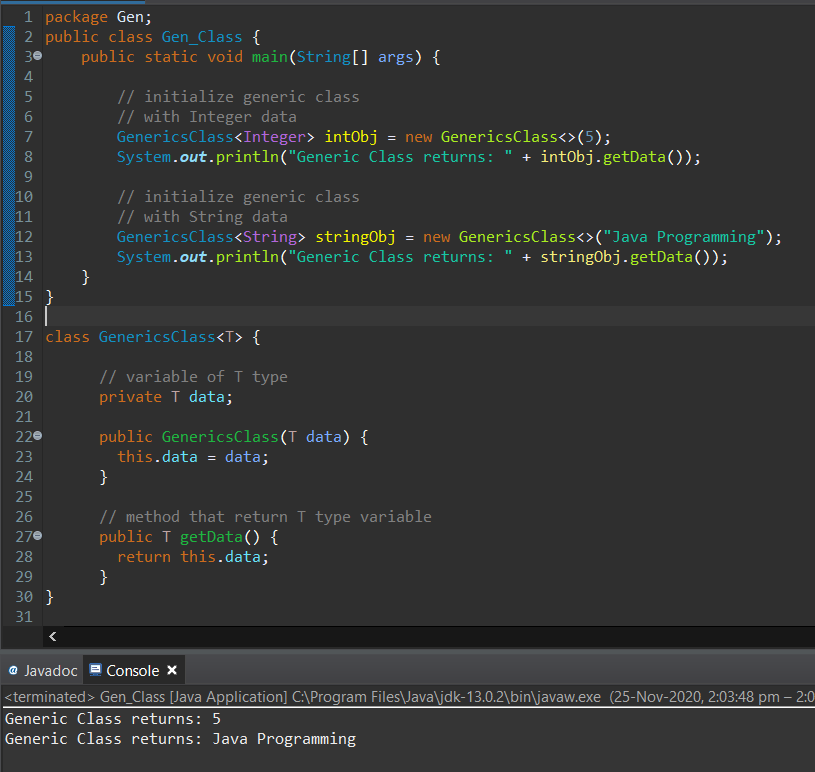 1 package Gen;
2 public class Gen_Class {
3 public static void main(String[] args) {
4
5 // initialize generic class
6 // with Integer data
7 GenericsClass<Integer> intObj = new GenericsClass<>(5);
8 System.out.println("Generic Class returns: " + intObj.getData());
9
10 // initialize generic class
11 // with String data
12 GenericsClass<String> stringObj = new GenericsClass<>("Java Programming");
13 System.out.println("Generic Class returns: " + stringObj.getData());
14 }
15 }
16
17 class GenericsClass<T> {
18
19 // variable of T type
20 private T data;
21
22 public GenericsClass(T data) {
23 this.data = data;
24 }
25
26 // method that return T type variable
27 public T getData() {
28 return this.data;
29 }
30 }
31
@ Javadoc Console
<terminated> Gen_Class [Java Application] C:\Program Files\Java\jdk-13.0.2\bin\javaw.exe (25-Nov-2020, 2:03:48 pm – 2:0
Generic Class returns: 5
Generic Class returns: Java Programming